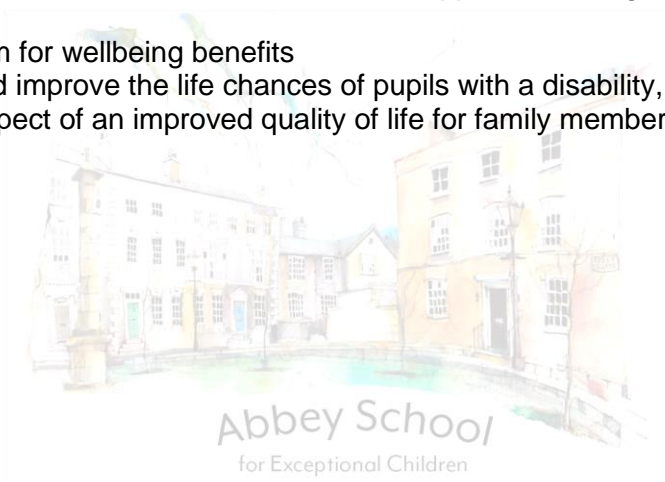 m for wellbeing benefits
d improve the life chances of pupils with a disability,
pect of an improved quality of life for family member
Abbey School
for Exceptional Children